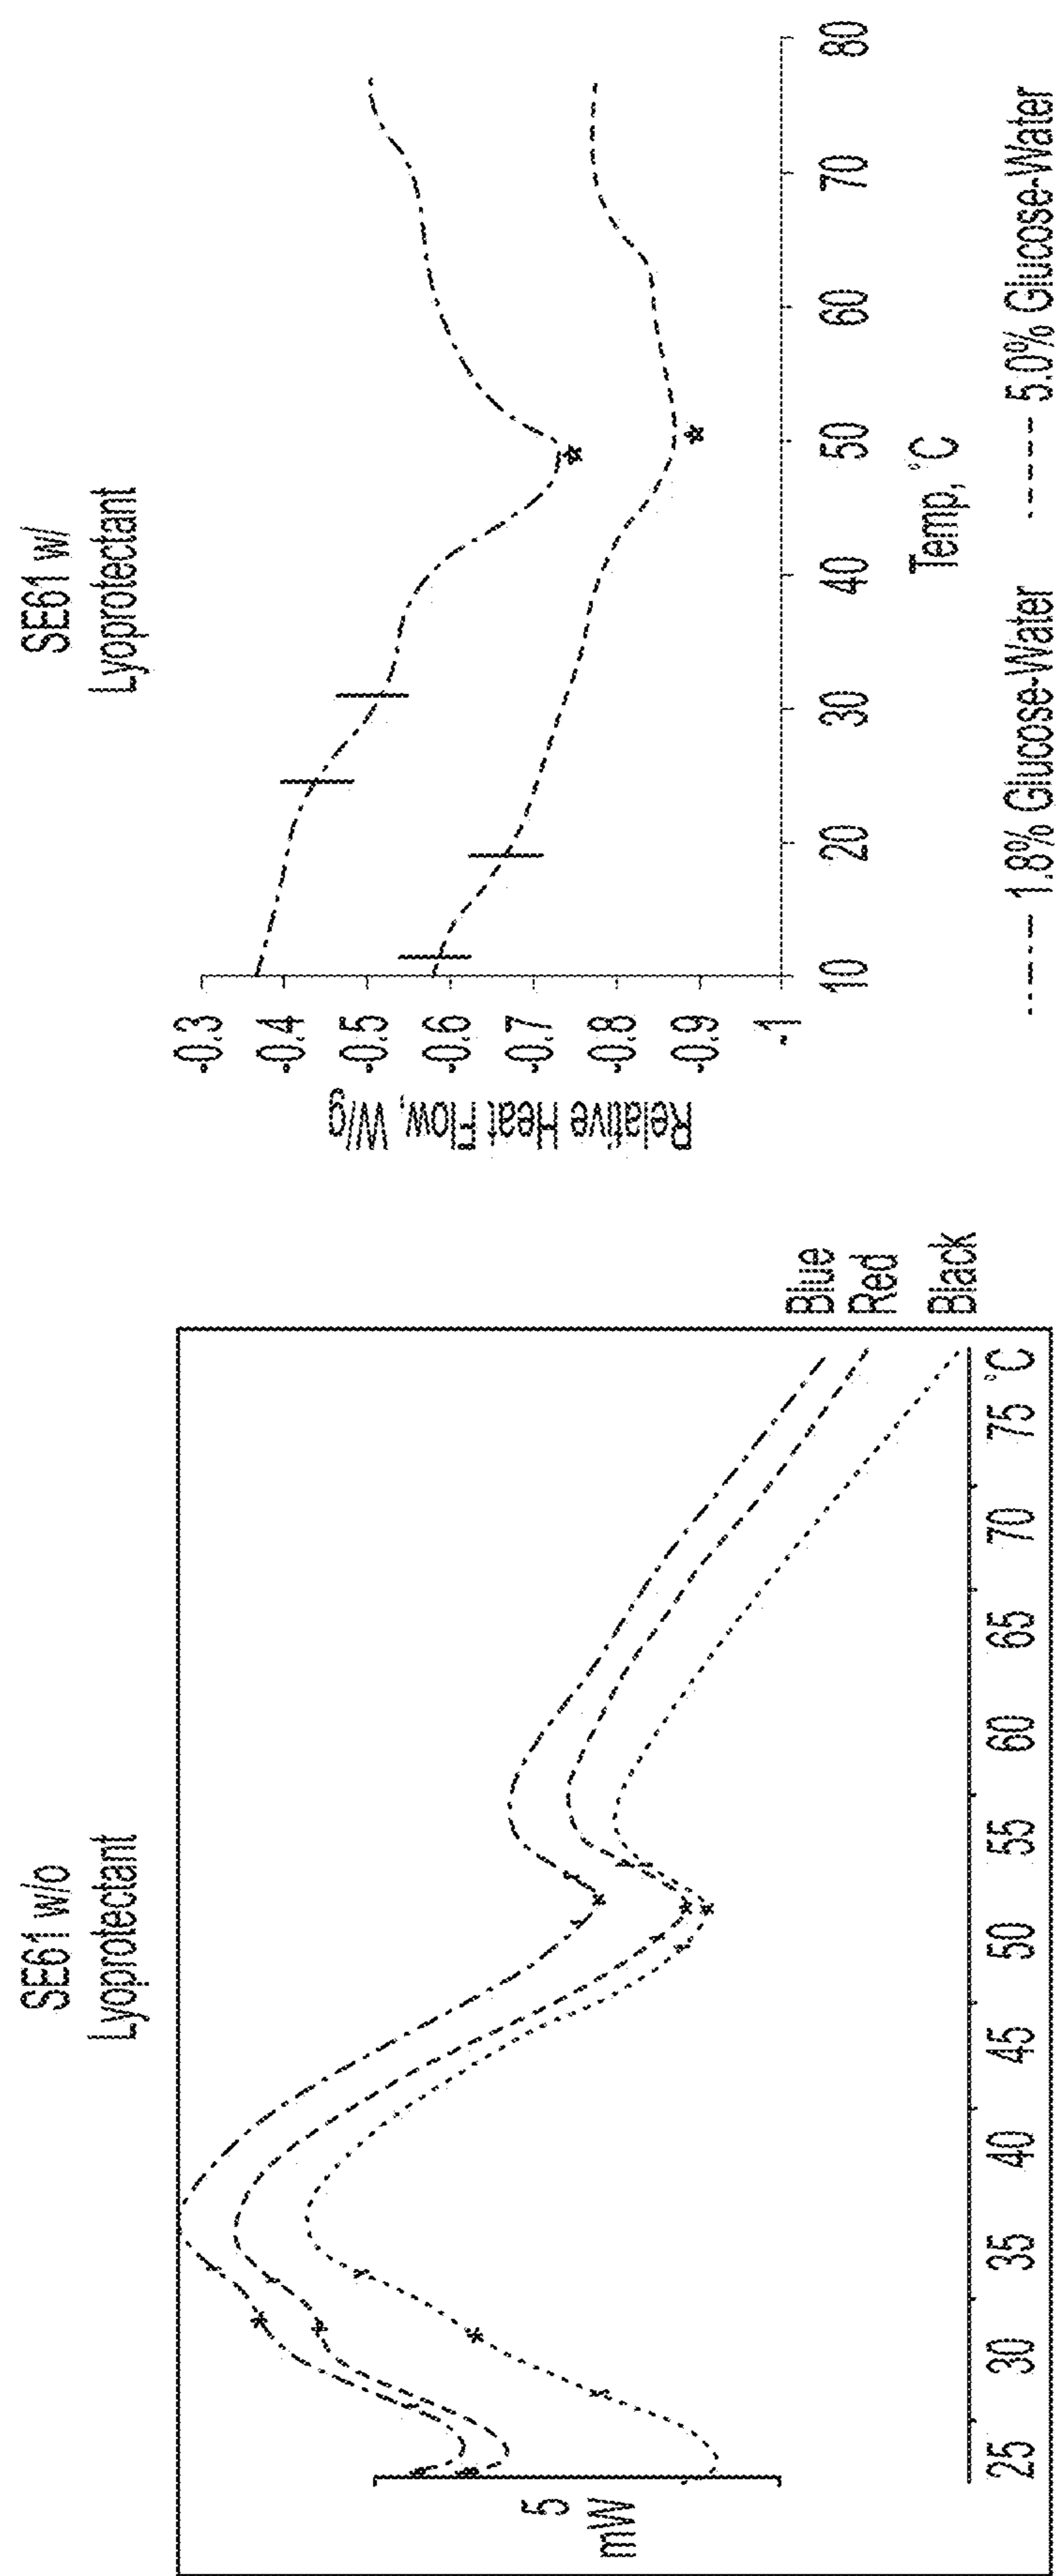 SE61 w/o
Lyoprotectant
5
mW
25 30 35 40 45 50 55 60 65 70 75 °C
Blue
Red
Black
SE61 w/
Lyoprotectant
Relative Heat Flow, W/g
-0.3
-0.4
-0.5
-0.6
-0.7
-0.8
-0.9
-1
10 20 30 40 50 60 70 80
Temp, °C
1.8% Glucose-Water 5.0% Glucose-Water